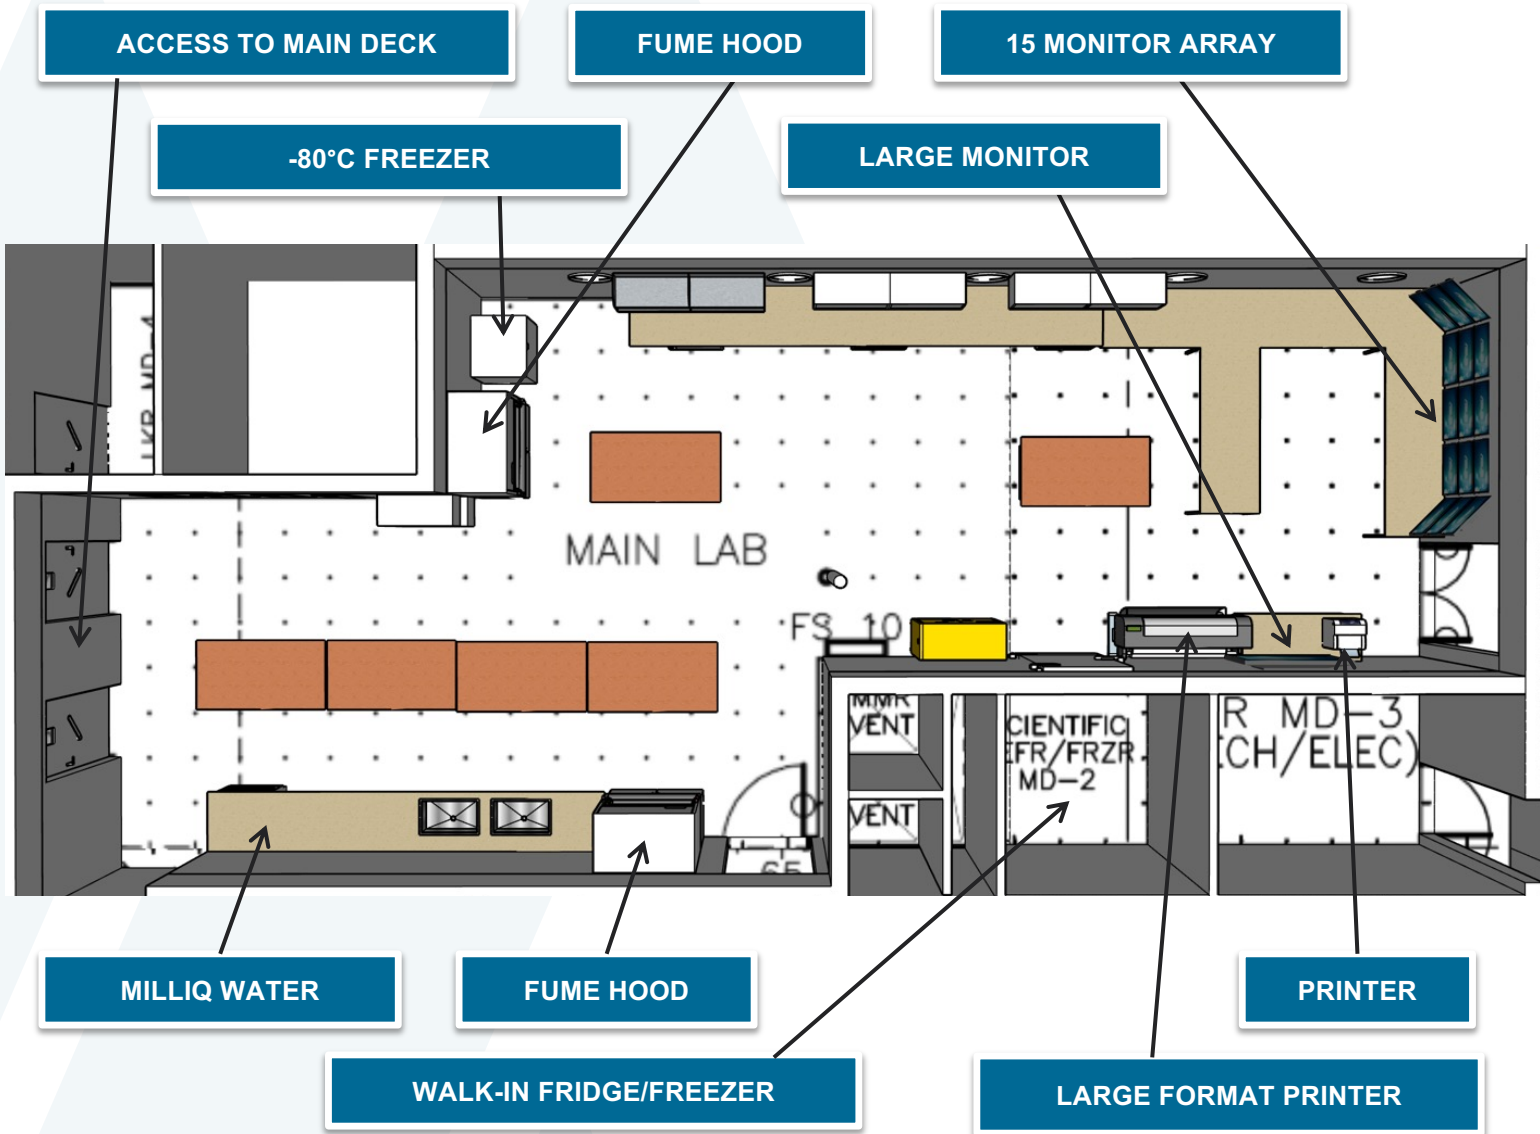 ACCESS TO MAIN DECK
FUME HOOD
15 MONITOR ARRAY
-80°C FREEZER
LARGE MONITOR
MAIN LAB
FS 10
MMR
VENT
CIENTIFIC
EFR/FRZR
MD-2
R MD-3
CH/ELEC)
VENT
MILLIQ WATER
FUME HOOD
PRINTER
WALK-IN FRIDGE/FREEZER
LARGE FORMAT PRINTER